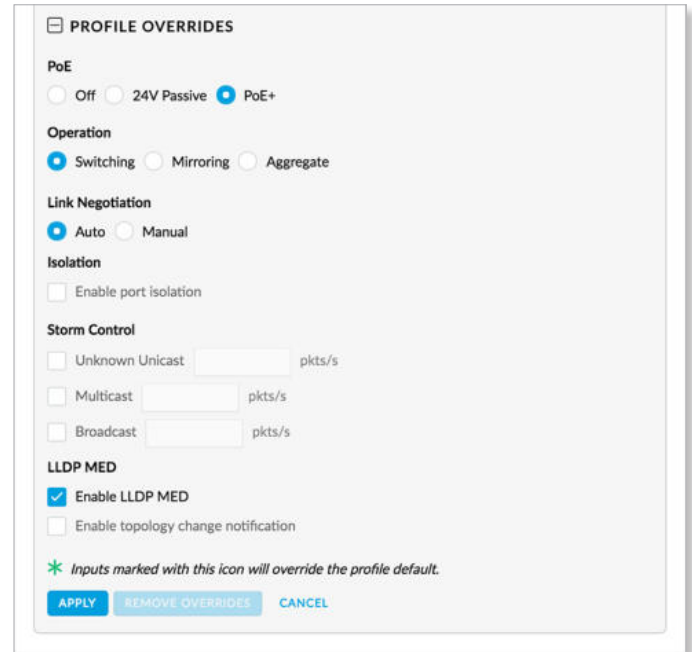 PROFILE OVERRIDES
PoE
Off 24V Passive PoE+
Operation
Switching Mirroring Aggregate
Link Negotiation
Auto Manual
Isolation
Enable port isolation
Storm Control
Unknown Unicast pkts/s
Multicast pkts/s
Broadcast pkts/s
LLDP MED
Enable LLDP MED
Enable topology change notification
Inputs marked with this icon will override the profile default.
APPLY REMOVE OVERRIDES CANCEL